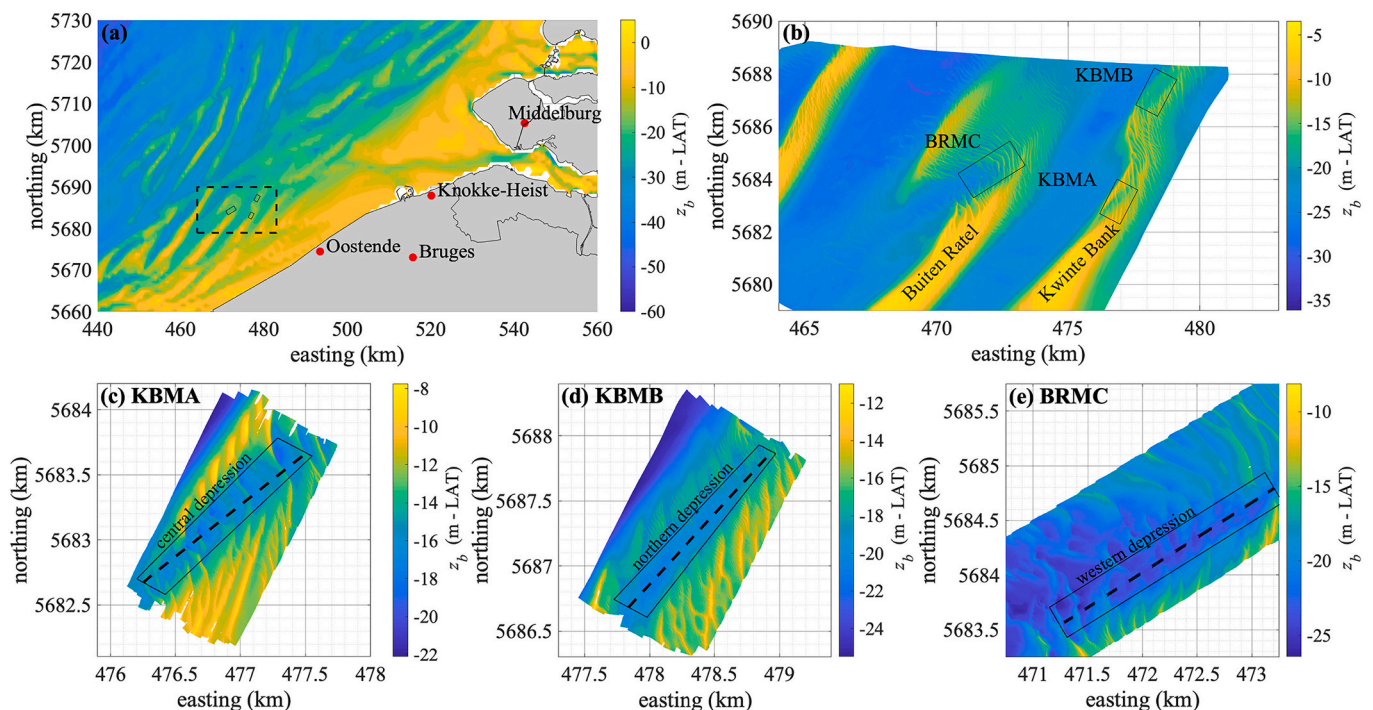 (a)
5730
5720
5710
5700
5690
5680
5670
5660
northing (km)
440
460
480
500
520
540
560
easting (km)
Middelburg
Knokke-Heist
Oostende
Bruges
0
-10
-20
-30
-40
-50
-60
z_b (m - LAT)
(b)
5690
5688
5686
5684
5682
5680
northing (km)
465
470
475
480
easting (km)
KBMB
BRMC
KBMA
Buiten Ratel
Kwinte Bank
-5
-10
-15
-20
-25
-30
-35
z_b (m - LAT)
(c) KBMA
5684
5683.5
5683
5682.5
northing (km)
476
476.5
477
477.5
478
easting (km)
central depression
-8
-10
-12
-14
-16
-18
-20
-22
z_b (m - LAT)
(d) KBMB
5688
5687.5
5687
5686.5
northing (km)
477.5
478
478.5
479
easting (km)
northern depression
-12
-14
-16
-18
-20
-22
-24
z_b (m - LAT)
(e) BRMC
5685.5
5685
5684.5
5684
5683.5
northing (km)
471
471.5
472
472.5
473
easting (km)
western depression
-10
-15
-20
-25
z_b (m - LAT)